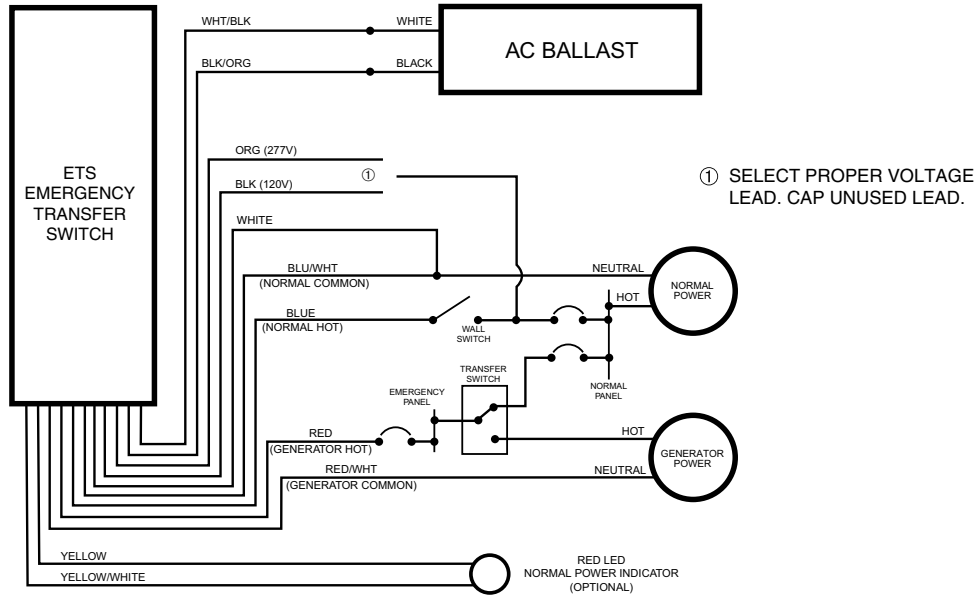 WHT/BLK
WHITE
AC BALLAST
BLK/ORG
BLACK
ETS
EMERGENCY
TRANSFER
SWITCH
ORG (277V)
①
BLK (120V)
① SELECT PROPER VOLTAGE
LEAD. CAP UNUSED LEAD.
WHITE
BLU/WHT
(NORMAL COMMON)
NEUTRAL
NORMAL
POWER
HOT
BLUE
(NORMAL HOT)
WALL
SWITCH
TRANSFER
SWITCH
NORMAL
PANEL
EMERGENCY
PANEL
RED
(GENERATOR HOT)
HOT
GENERATOR
POWER
RED/WHT
(GENERATOR COMMON)
NEUTRAL
YELLOW
YELLOW/WHITE
RED LED
NORMAL POWER INDICATOR
(OPTIONAL)